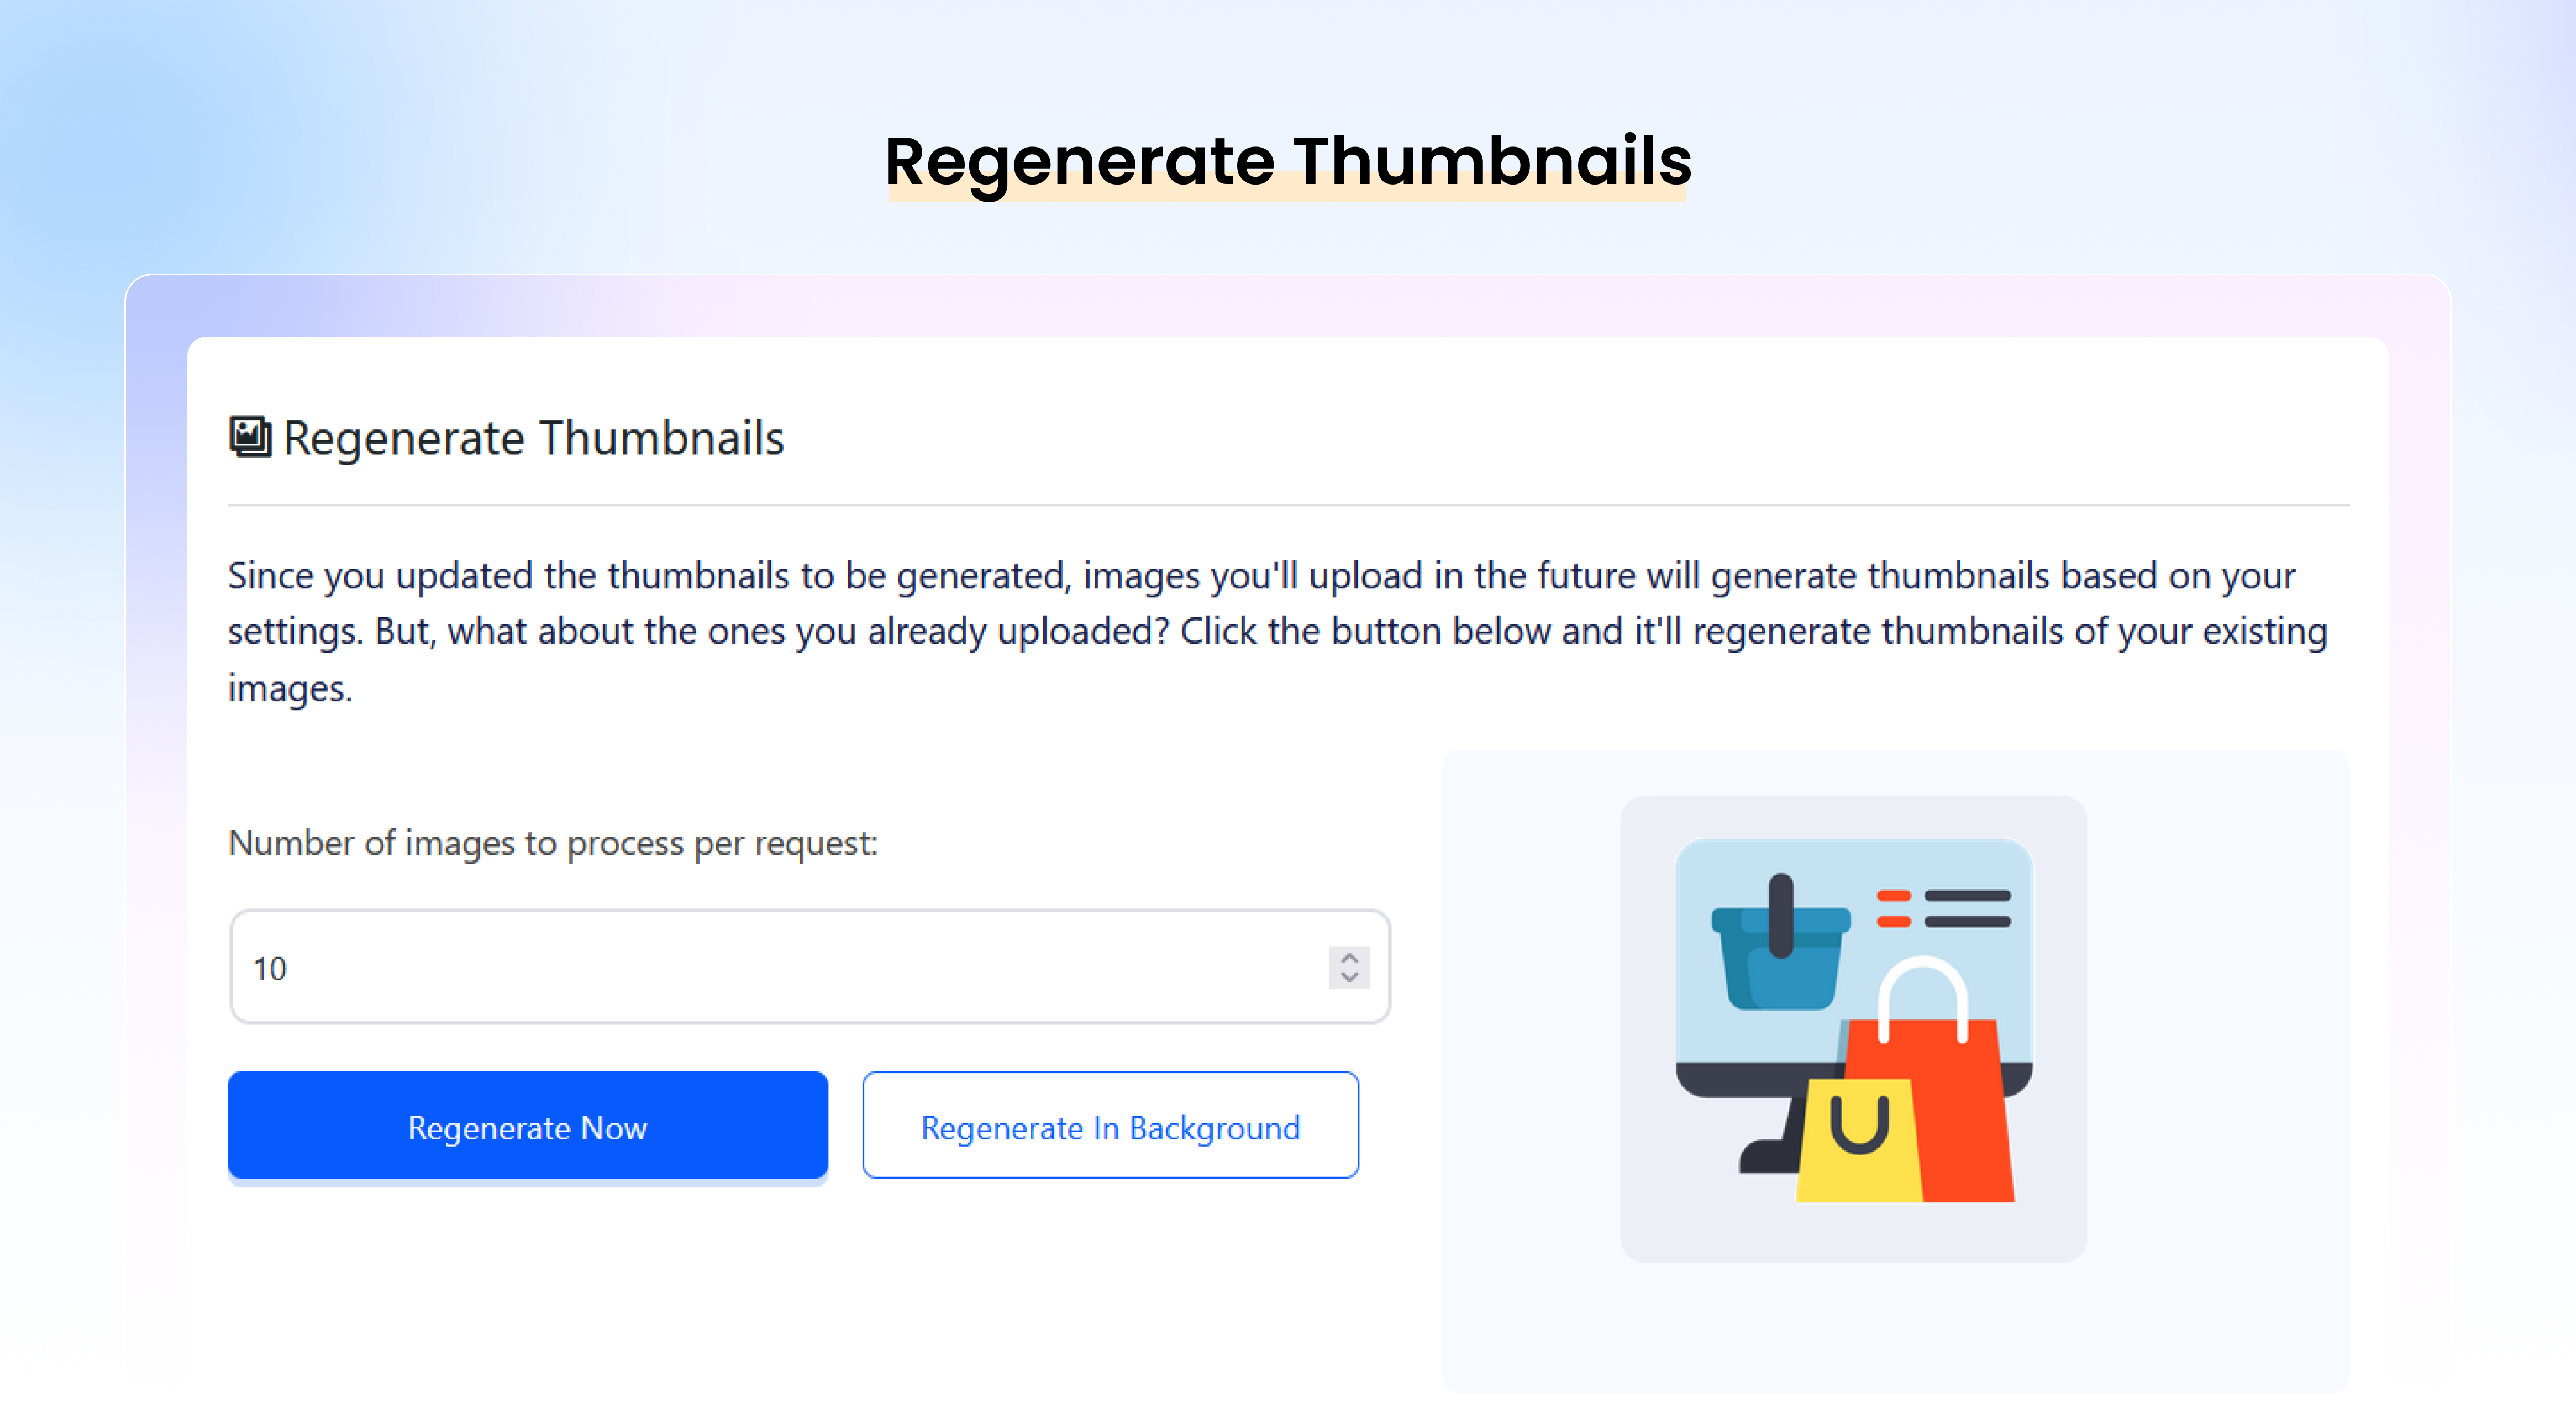 Regenerate Thumbnails
Regenerate Thumbnails
Since you updated the thumbnails to be generated, images you'll upload in the future will generate thumbnails based on your
settings. But, what about the ones you already uploaded? Click the button below and it'll regenerate thumbnails of your existing
images.
Number of images to process per request:
10
Regenerate Now
Regenerate In Background